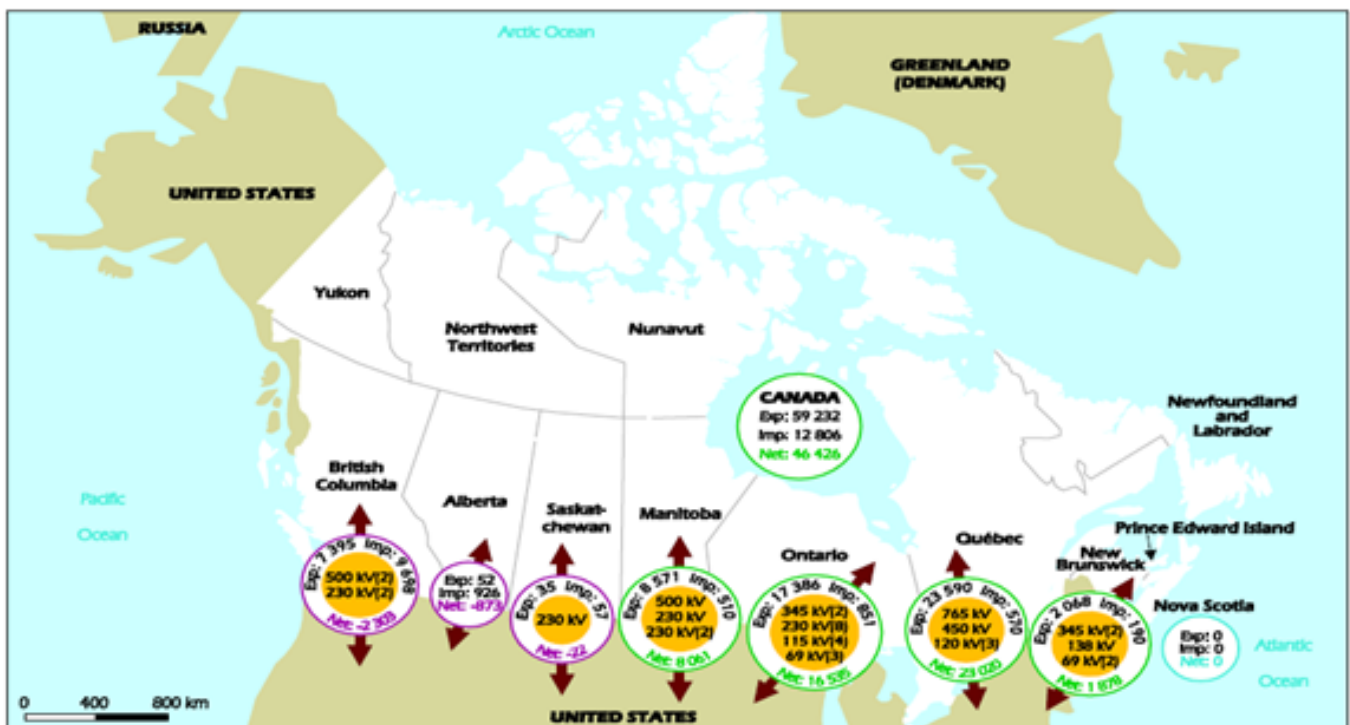 RUSSIA
Arctic Ocean
GREENLAND
(DENMARK)
UNITED STATES
Yukon
Northwest
Territories
Nunavut
CANADA
Exp: 59 232
Imp: 12 806
Net: 46 426
Newfoundland
and
Labrador
British
Columbia
Alberta
Saskat-
chewan
Manitoba
Ontario
Québec
Prince Edward Island
New
Brunswick
Nova Scotia
Pacific
Ocean
Atlantic
Ocean
Exp: 7 395 Imp: 9 698
500 kV(2)
230 kV(2)
Net: -2 303
Exp: 52
Imp: 926
Net: -873
Exp: 35 Imp: 57
230 kV
Net: -22
Exp: 8 571 Imp: 510
500 kV
230 kV
230 kV(2)
Net: 8 061
Exp: 17 386 Imp: 851
345 kV(2)
230 kV(8)
115 kV(4)
69 kV(3)
Net: 16 535
Exp: 23 590 Imp: 570
765 kV
450 kV
120 kV(3)
Net: 23 020
Exp: 2 068 Imp: 190
345 kV(2)
138 kV
69 kV(2)
Net: 1 878
Exp: 0
Imp: 0
Net: 0
0 400 800 km
UNITED STATES